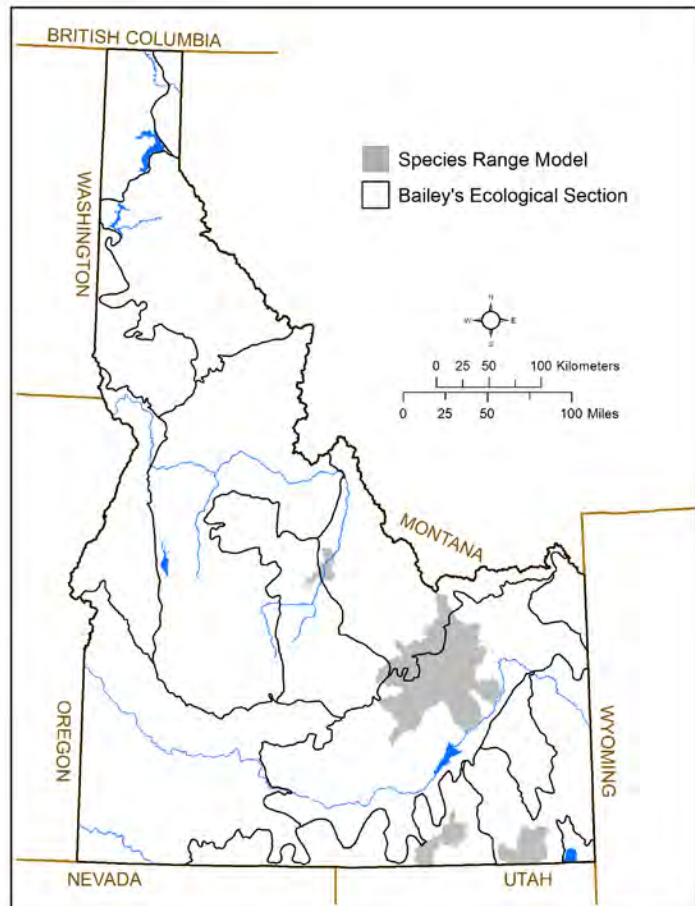 BRITISH COLUMBIA
WASHINGTON
Species Range Model
Bailey's Ecological Section
N
W E
S
0 25 50 100 Kilometers
0 25 50 100 Miles
MONTANA
OREGON
WYOMING
NEVADA
UTAH